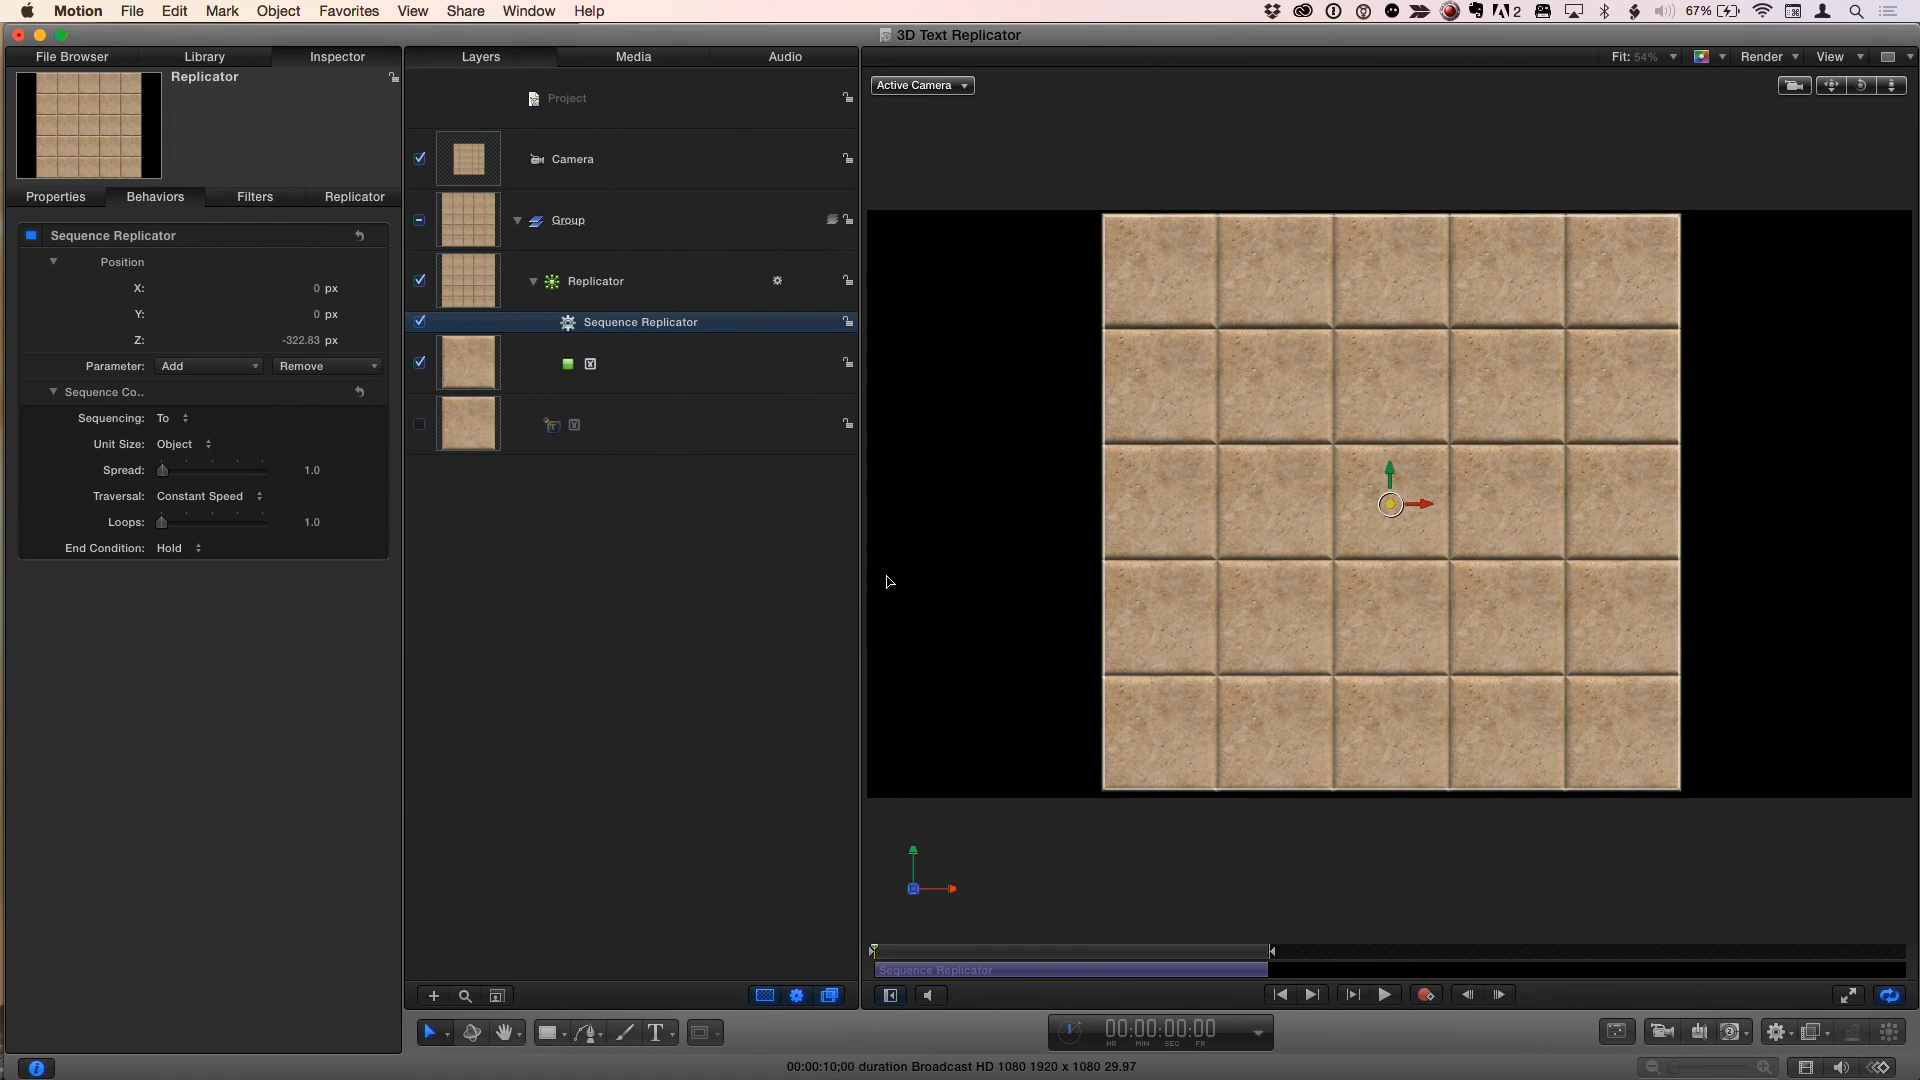 Motion File Edit Mark Object Favorites View Share Window Help 2 67%
3D Text Replicator
File Browser Library Inspector Layers Media Audio Fit: 54% Render View
Replicator
Active Camera
Project
Camera
Properties Behaviors Filters Replicator
Group
Sequence Replicator
Position
X: 0 px
Replicator
Y: 0 px
Sequence Replicator
Z: -322.83 px
Parameter: Add Remove
Sequence Co..
Sequencing: To
Unit Size: Object
Spread: 1.0
Traversal: Constant Speed
Loops: 1.0
End Condition: Hold
Sequence Replicator
T 00:00:00:00
HR MIN SEC FR
00:00:10;00 duration Broadcast HD 1080 1920 x 1080 29.97